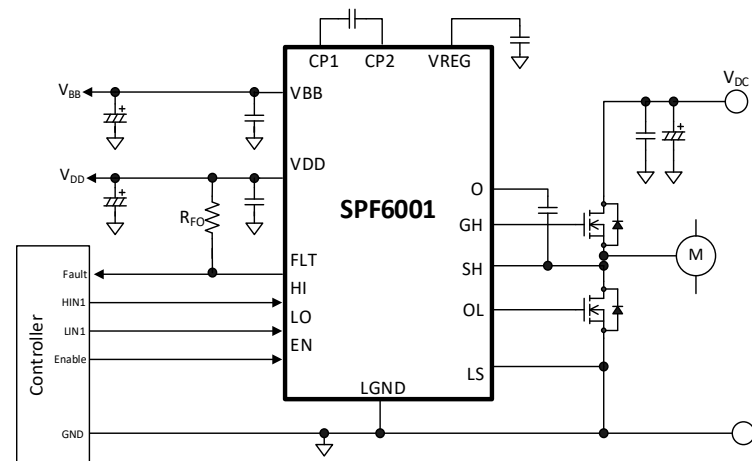 CP1 CP2 VREG
V_BB
VBB
V_DC
V_DD
VDD
R_FO
SPF6001
O
GH
SH
OL
LS
M
FLT
HI
LO
EN
LGND
Controller
Fault
HIN1
LIN1
Enable
GND